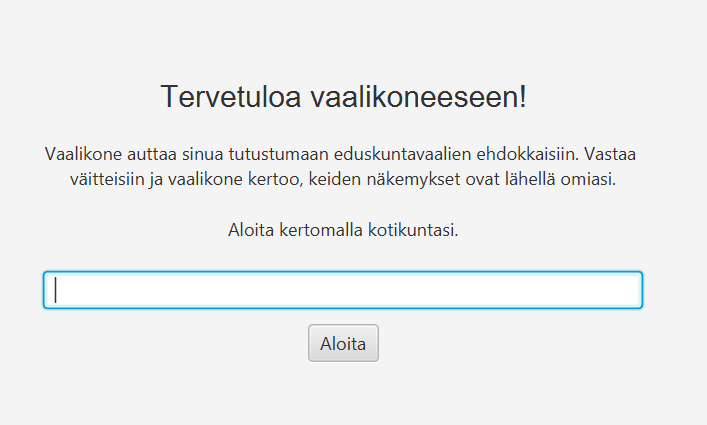 Tervetuloa vaalikoneeseen!
Vaalikone auttaa sinua tutustumaan eduskuntavaalien ehdokkaisiin. Vastaa
väitteisiin ja vaalikone kertoo, keiden näkemykset ovat lähellä omiasi.
Aloita kertomalla kotikuntasi.
Aloita